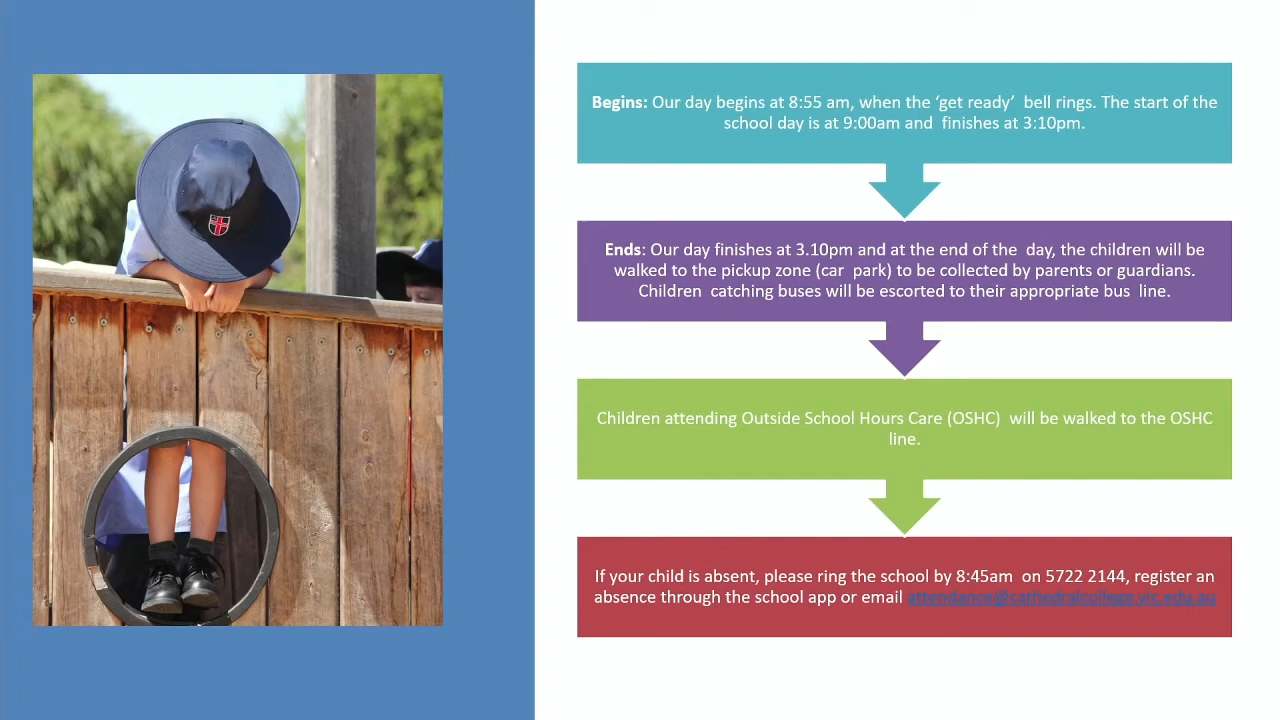 Begins: Our day begins at 8:55 am, when the ‘get ready’ bell rings. The start of the
school day is at 9:00am and finishes at 3:10pm.
Ends: Our day finishes at 3.10pm and at the end of the day, the children will be
walked to the pickup zone (car park) to be collected by parents or guardians.
Children catching buses will be escorted to their appropriate bus line.
Children attending Outside School Hours Care (OSHC) will be walked to the OSHC
line.
If your child is absent, please ring the school by 8:45am on 5722 2144, register an
absence through the school app or email attendance@cathedralcollege.vic.edu.au